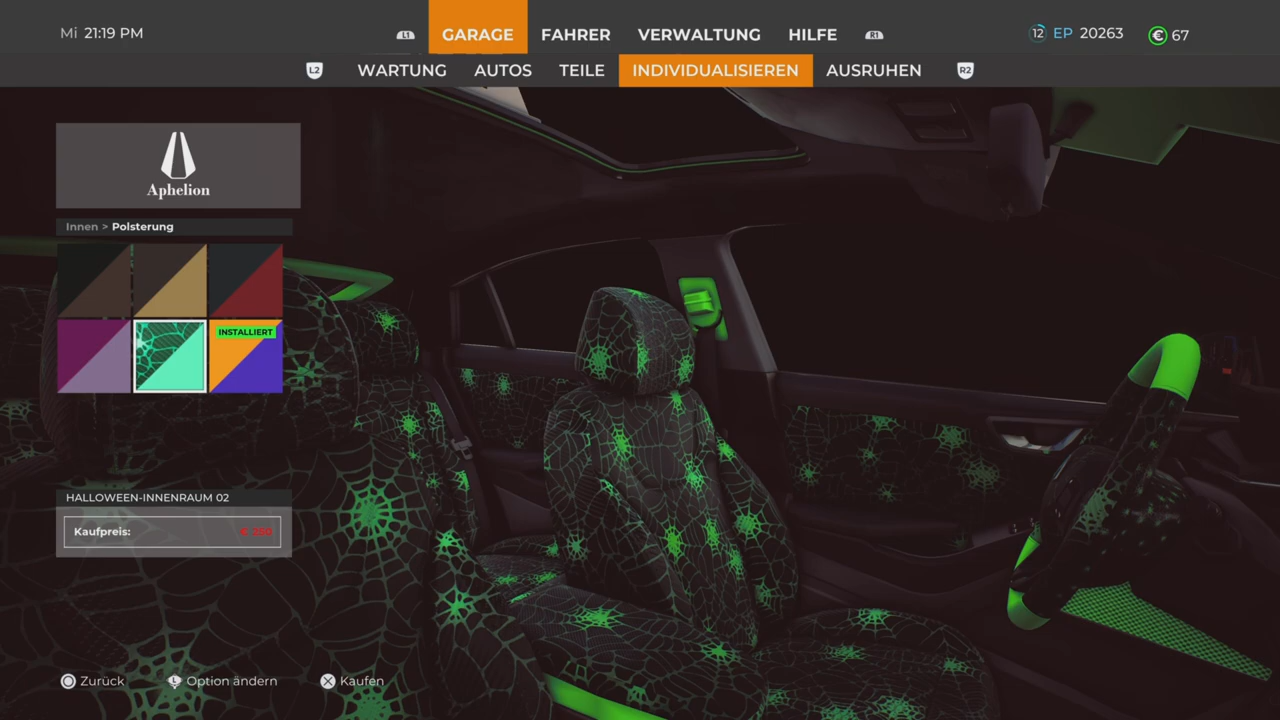 Mi 21:19 PM
L1 GARAGE FAHRER VERWALTUNG HILFE R1
12 EP 20263 € 67
L2 WARTUNG AUTOS TEILE INDIVIDUALISIEREN AUSRUHEN R2
Aphelion
Innen > Polsterung
INSTALLIERT
HALLOWEEN-INNENRAUM 02
Kaufpreis: € 250
Zurück L Option ändern Kaufen